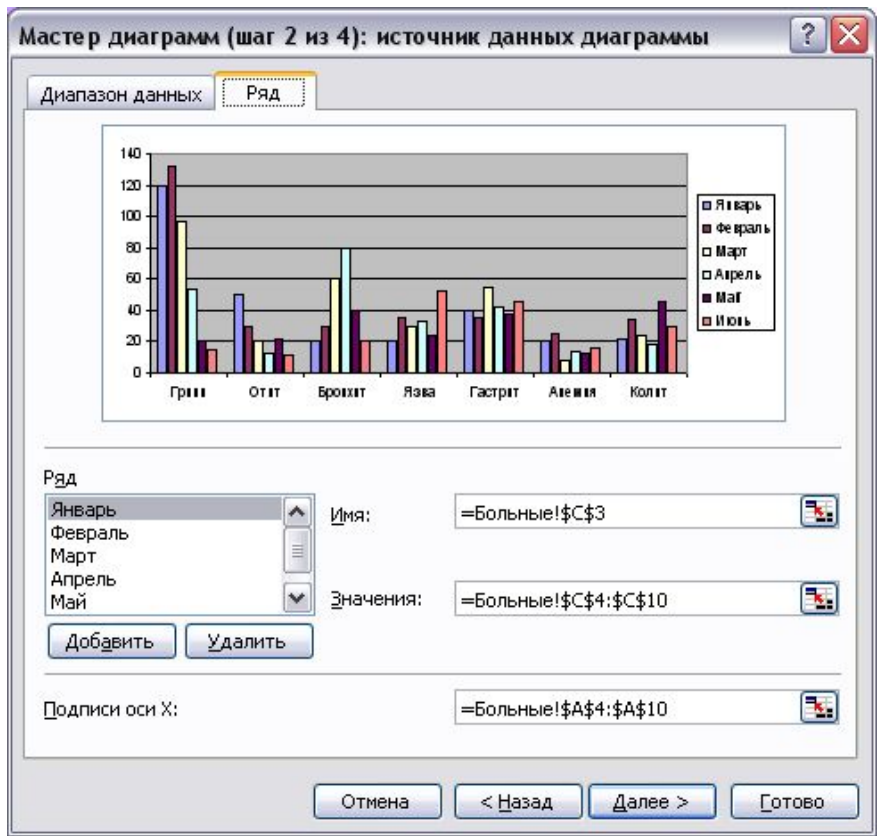 Мастер диаграмм (шаг 2 из 4): источник данных диаграммы
Диапазон данных Ряд
140
120
100
80
60
40
20
0
Грипп Отит Бронхит Язва Гастрит Анемия Колит
Январь
Февраль
Март
Апрель
Май
Июнь
Ряд
Январь
Февраль
Март
Апрель
Май
Имя: =Больные!$C$3
Значения: =Больные!$C$4:$C$10
Добавить Удалить
Подписи оси X: =Больные!$A$4:$A$10
Отмена < Назад Далее > Готово